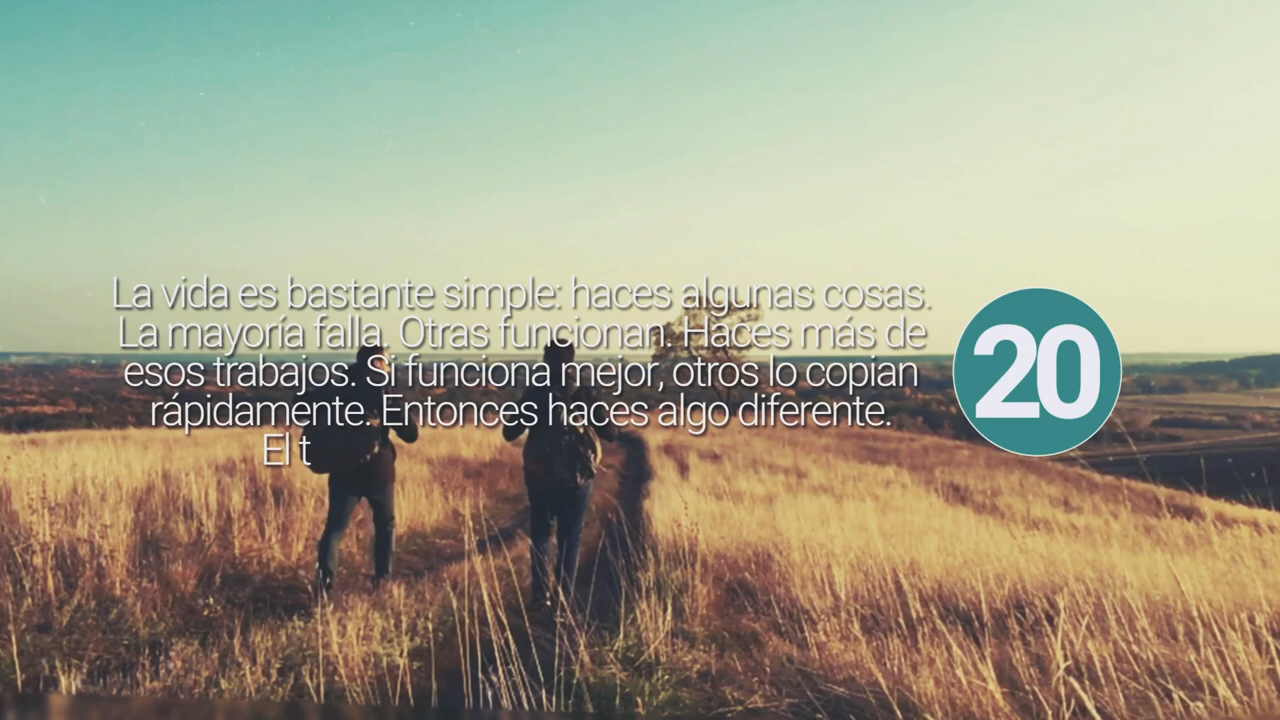 La vida es bastante simple: haces algunas cosas.
La mayoría falla. Otras funcionan. Haces más de
esos trabajos. Si funciona mejor, otros lo copian
rápidamente. Entonces haces algo diferente.
El t
20